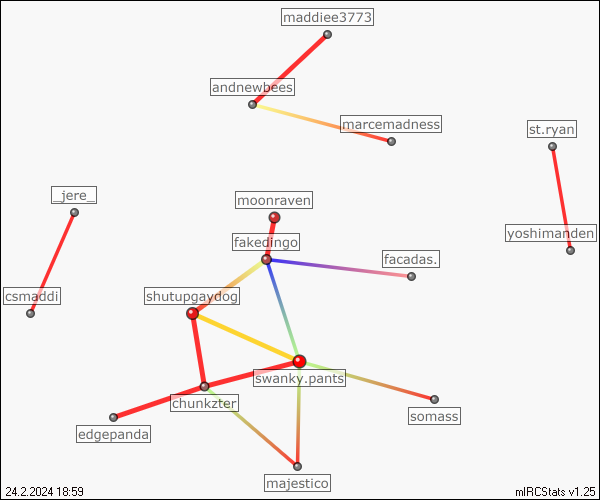 maddiee3773
andnewbees
marcemadness
st.ryan
_jere_
moonraven
yoshimanden
fakedingo
facadas.
csmaddi
shutupgaydog
swanky.pants
chunkzter
somass
edgepanda
majestico
24.2.2024 18:59
mIRCStats v1.25